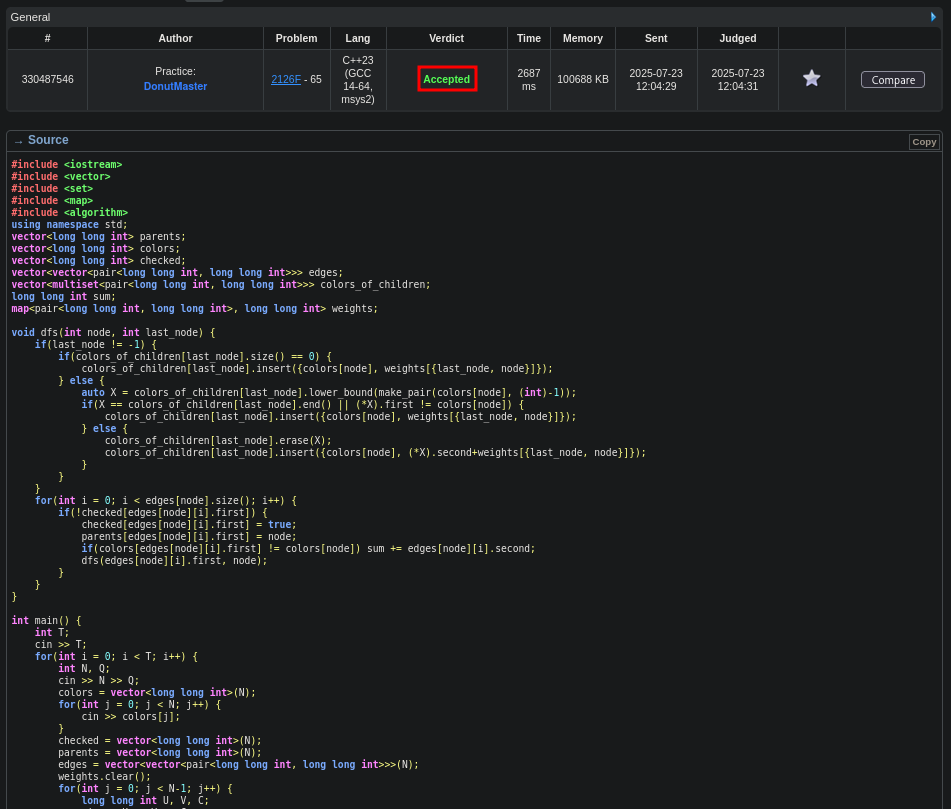 General
# Author Problem Lang Verdict Time Memory Sent Judged
330487546 Practice: DonutMaster 2126F - 65 C++23 (GCC 14-64, msys2) Accepted 2687 ms 100688 KB 2025-07-23 12:04:29 2025-07-23 12:04:31 Compare
→ Source Copy
#include <iostream>
#include <vector>
#include <set>
#include <map>
#include <algorithm>
using namespace std;
vector<long long int> parents;
vector<long long int> colors;
vector<long long int> checked;
vector<vector<pair<long long int, long long int>>> edges;
vector<multiset<pair<long long int, long long int>>> colors_of_children;
long long int sum;
map<pair<long long int, long long int>, long long int> weights;

void dfs(int node, int last_node) {
    if(last_node != -1) {
        if(colors_of_children[last_node].size() == 0) {
            colors_of_children[last_node].insert({colors[node], weights[{last_node, node}]});
        } else {
            auto X = colors_of_children[last_node].lower_bound(make_pair(colors[node], (int)-1));
            if(X == colors_of_children[last_node].end() || (*X).first != colors[node]) {
                colors_of_children[last_node].insert({colors[node], weights[{last_node, node}]});
            } else {
                colors_of_children[last_node].erase(X);
                colors_of_children[last_node].insert({colors[node], (*X).second+weights[{last_node, node}]});
            }
        }
    }
    for(int i = 0; i < edges[node].size(); i++) {
        if(!checked[edges[node][i].first]) {
            checked[edges[node][i].first] = true;
            parents[edges[node][i].first] = node;
            if(colors[edges[node][i].first] != colors[node]) sum += edges[node][i].second;
            dfs(edges[node][i].first, node);
        }
    }
}

int main() {
    int T;
    cin >> T;
    for(int i = 0; i < T; i++) {
        int N, Q;
        cin >> N >> Q;
        colors = vector<long long int>(N);
        for(int j = 0; j < N; j++) {
            cin >> colors[j];
        }
        checked = vector<long long int>(N);
        parents = vector<long long int>(N);
        edges = vector<vector<pair<long long int, long long int>>>(N);
        weights.clear();
        for(int j = 0; j < N-1; j++) {
            long long int U, V, C;